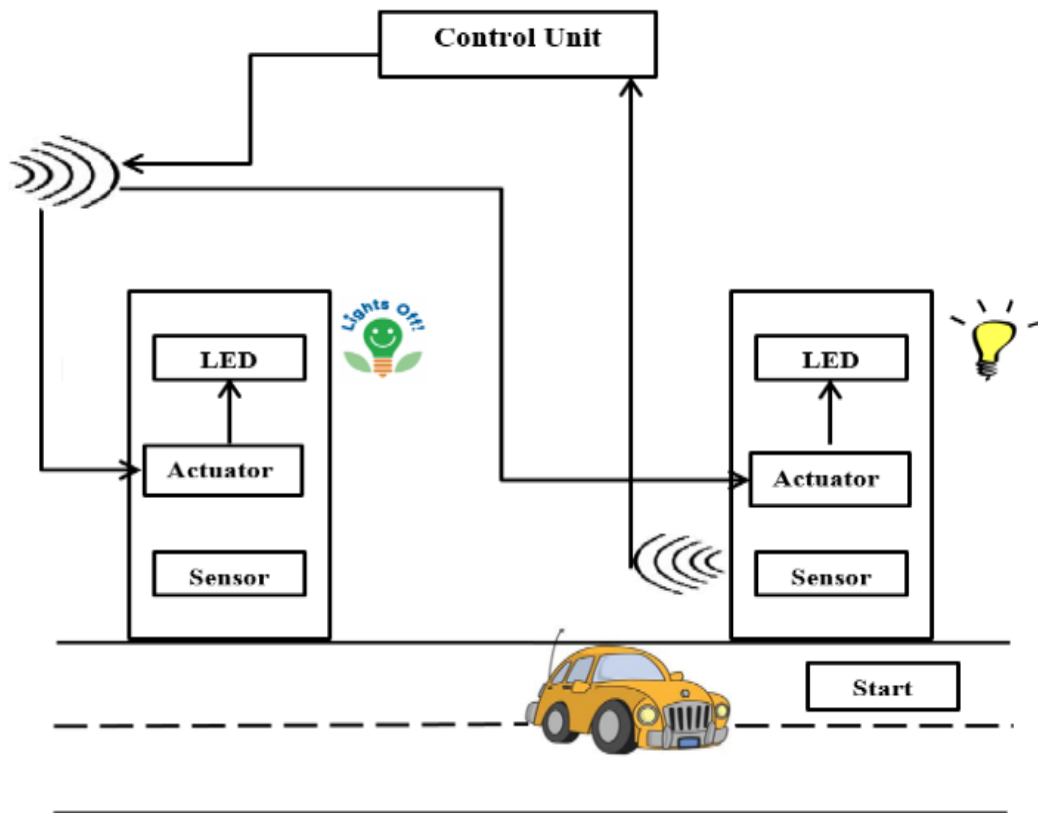 Control Unit
Lights Off!
LED
LED
Actuator
Actuator
Sensor
Sensor
Start